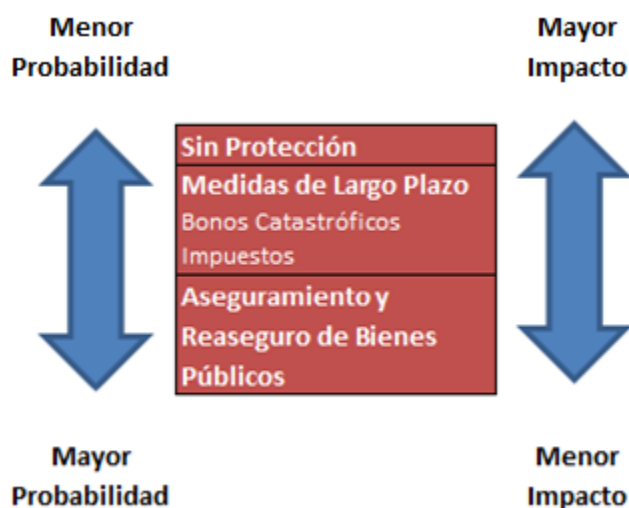 Menor
Probabilidad
Mayor
Impacto
Sin Protección
Medidas de Largo Plazo
Bonos Catastróficos
Impuestos
Aseguramiento y
Reaseguro de Bienes
Públicos
Mayor
Probabilidad
Menor
Impacto